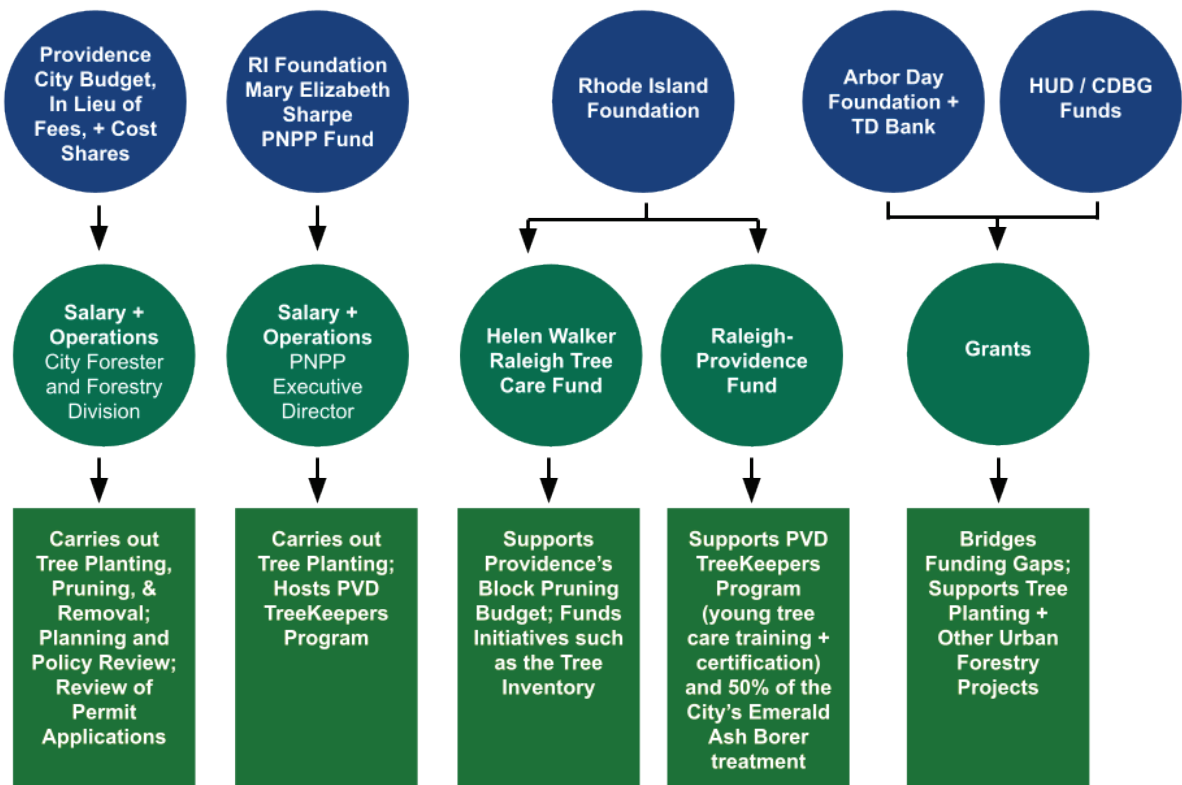 Providence
City Budget,
In Lieu of
Fees, + Cost
Shares
RI Foundation
Mary Elizabeth
Sharpe
PNPP Fund
Rhode Island
Foundation
Arbor Day
Foundation +
TD Bank
HUD / CDBG
Funds
Salary +
Operations
City Forester
and Forestry
Division
Salary +
Operations
PNPP
Executive
Director
Helen Walker
Raleigh Tree
Care Fund
Raleigh-
Providence
Fund
Grants
Carries out
Tree Planting,
Pruning, &
Removal;
Planning and
Policy Review;
Review of
Permit
Applications
Carries out
Tree Planting;
Hosts PVD
TreeKeepers
Program
Supports
Providence’s
Block Pruning
Budget; Funds
Initiatives such
as the Tree
Inventory
Supports PVD
TreeKeepers
Program
(young tree
care training +
certification)
and 50% of the
City’s Emerald
Ash Borer
treatment
Bridges
Funding Gaps;
Supports Tree
Planting +
Other Urban
Forestry
Projects